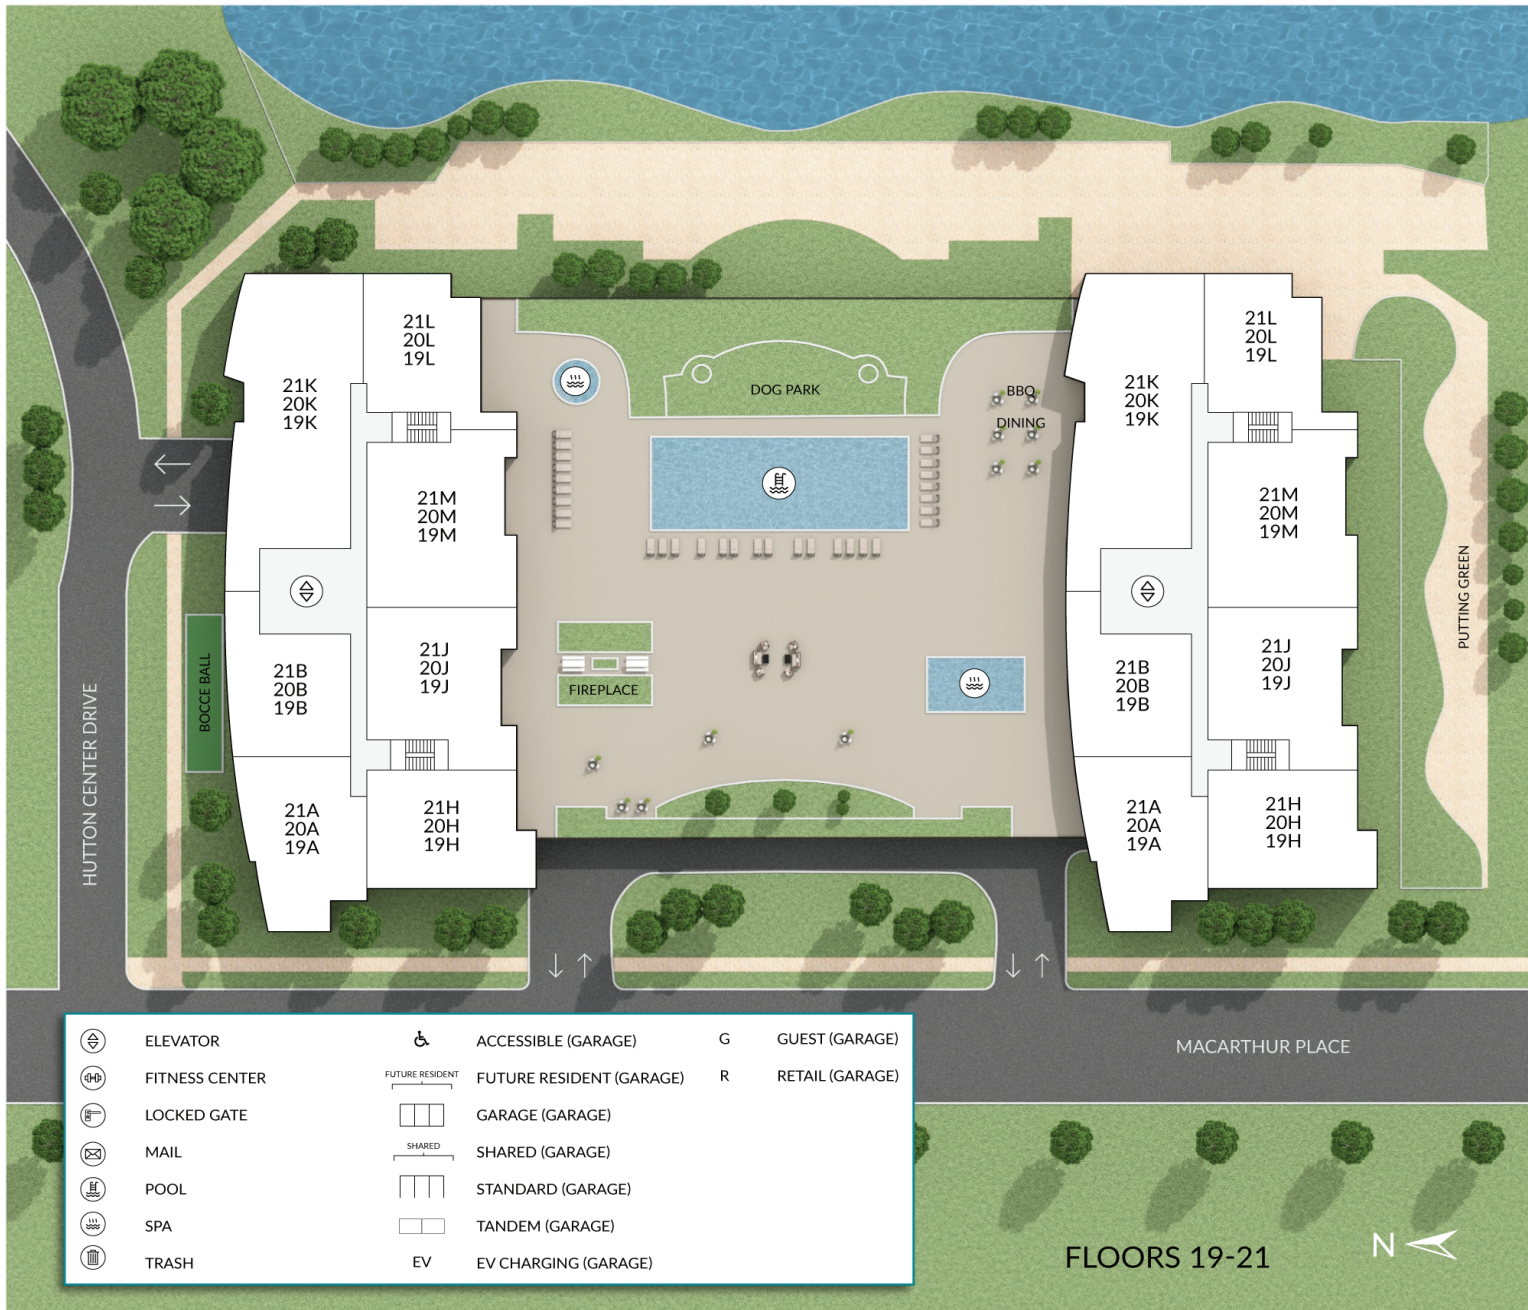 21L
20L
19L
21K
20K
19K
21M
20M
19M
21J
20J
19J
21B
20B
19B
21A
20A
19A
21H
20H
19H
DOG PARK
BBQ
DINING
FIREPLACE
BOCCE BALL
HUTTON CENTER DRIVE
21L
20L
19L
21K
20K
19K
21M
20M
19M
21J
20J
19J
21B
20B
19B
21A
20A
19A
21H
20H
19H
PUTTING GREEN
MACARTHUR PLACE
ELEVATOR
FITNESS CENTER
LOCKED GATE
MAIL
POOL
SPA
TRASH
ACCESSIBLE (GARAGE)
FUTURE RESIDENT FUTURE RESIDENT (GARAGE)
GARAGE (GARAGE)
SHARED SHARED (GARAGE)
STANDARD (GARAGE)
TANDEM (GARAGE)
EV EV CHARGING (GARAGE)
G GUEST (GARAGE)
R RETAIL (GARAGE)
FLOORS 19-21
N